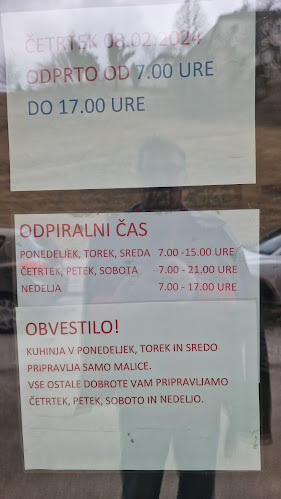 ČETRTEK 08.02.2024
ODPRTO OD 7.00 URE
DO 17.00 URE
ODPIRALNI ČAS
PONEDELJEK, TOREK, SREDA 7.00 -15.00 URE
ČETRTEK, PETEK, SOBOTA 7.00 - 21.00 URE
NEDELJA 7.00 - 17.00 URE
OBVESTILO!
KUHINJA V PONEDELJEK, TOREK IN SREDO
PRIPRAVLJA SAMO MALICE.
VSE OSTALE DOBROTE VAM PRIPRAVLJAMO
ČETRTEK, PETEK, SOBOTO IN NEDELJO.